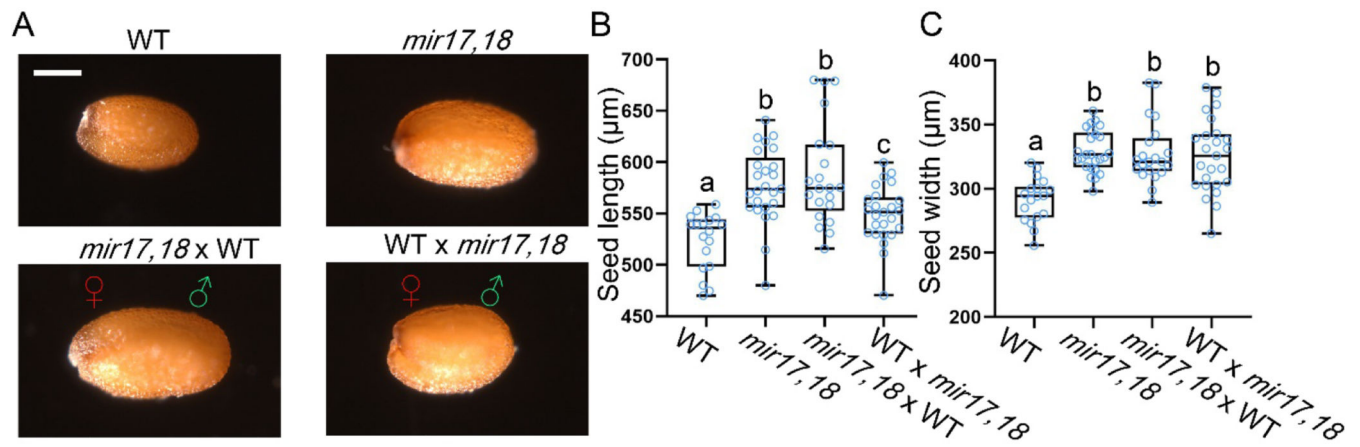 A
WT
mir17,18
mir17,18 x WT
♀ ♂
WT x mir17,18
♀ ♂
B
Seed length (µm)
700
650
600
550
500
450
a
b
b
c
WT
mir17,18
mir17,18 x WT
WT x mir17,18
C
Seed width (µm)
400
350
300
250
200
a
b
b
b
WT
mir17,18
mir17,18 x WT
WT x mir17,18